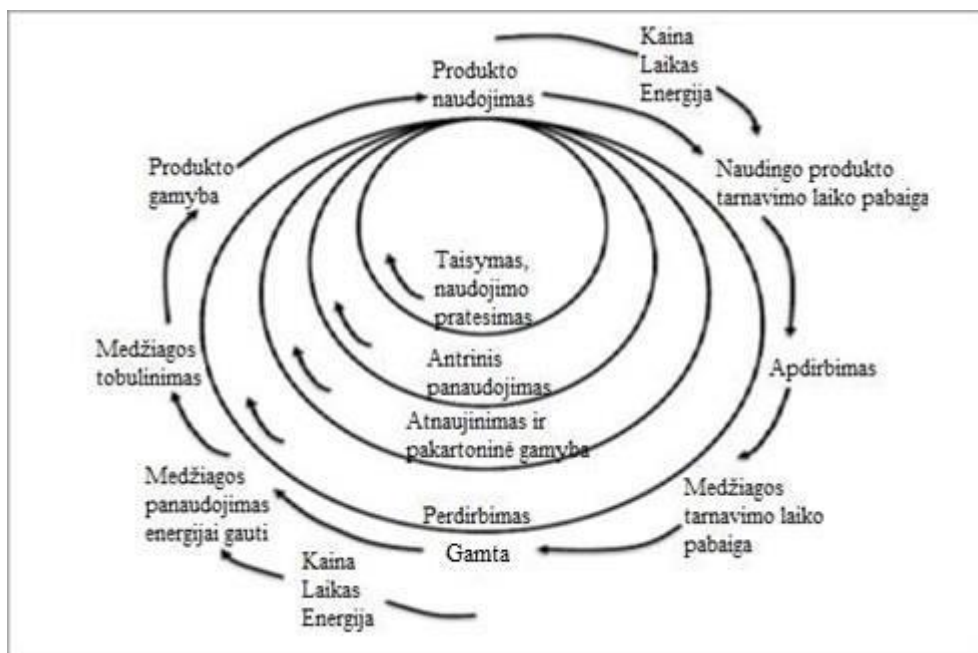 Kaina
Laikas
Energija
Produkto
naudojimas
Produkto
gamyba
Naudingo produkto
tarnavimo laiko pabaiga
Taisymas,
naudojimo
pratesimas
Medžiagos
tobulinimas
Antrinis
panaudojimas
Apdirbimas
Atnaujinimas ir
pakartoninė gamyba
Medžiagos
panaudojimas
energijai gauti
Perdirbimas
Medžiagos
tarnavimo laiko
pabaiga
Gamta
Kaina
Laikas
Energija